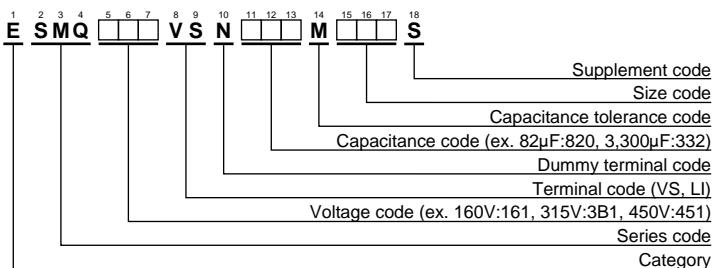 1 2 3 4 5 6 7 8 9 10 11 12 13 14 15 16 17 18
E SMQ □□□ VS N □□□ M □□□ S
Supplement code
Size code
Capacitance tolerance code
Capacitance code (ex. 82μF:820, 3,300μF:332)
Dummy terminal code
Terminal code (VS, LI)
Voltage code (ex. 160V:161, 315V:3B1, 450V:451)
Series code
Category